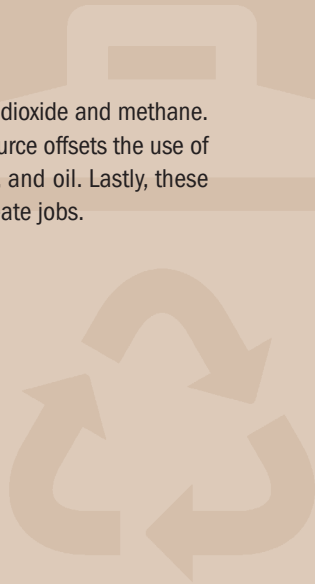 dioxide and methane.
urce offsets the use of
and oil. Lastly, these
ate jobs.